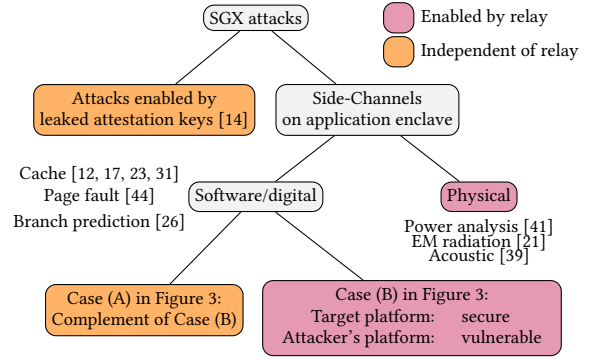 SGX attacks
Enabled by relay
Independent of relay
Attacks enabled by
leaked attestation keys [14]
Side-Channels
on application enclave
Cache [12, 17, 23, 31]
Page fault [44]
Branch prediction [26]
Software/digital
Physical
Power analysis [41]
EM radiation [21]
Acoustic [39]
Case (A) in Figure 3:
Complement of Case (B)
Case (B) in Figure 3:
Target platform: secure
Attacker's platform: vulnerable